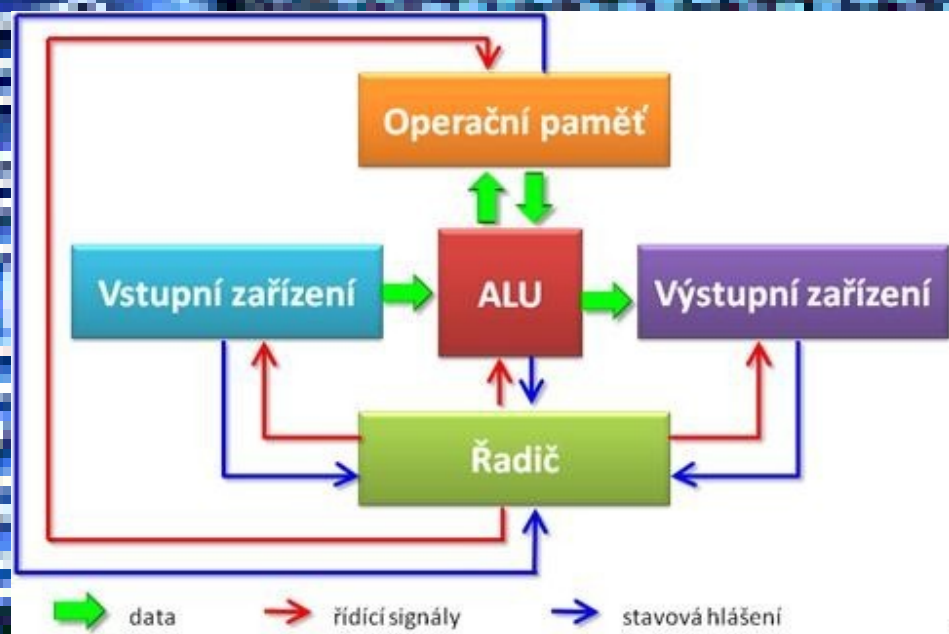 Operační paměť
Vstupní zařízení
ALU
Výstupní zařízení
Řadič
data
řídící signály
stavová hlášení